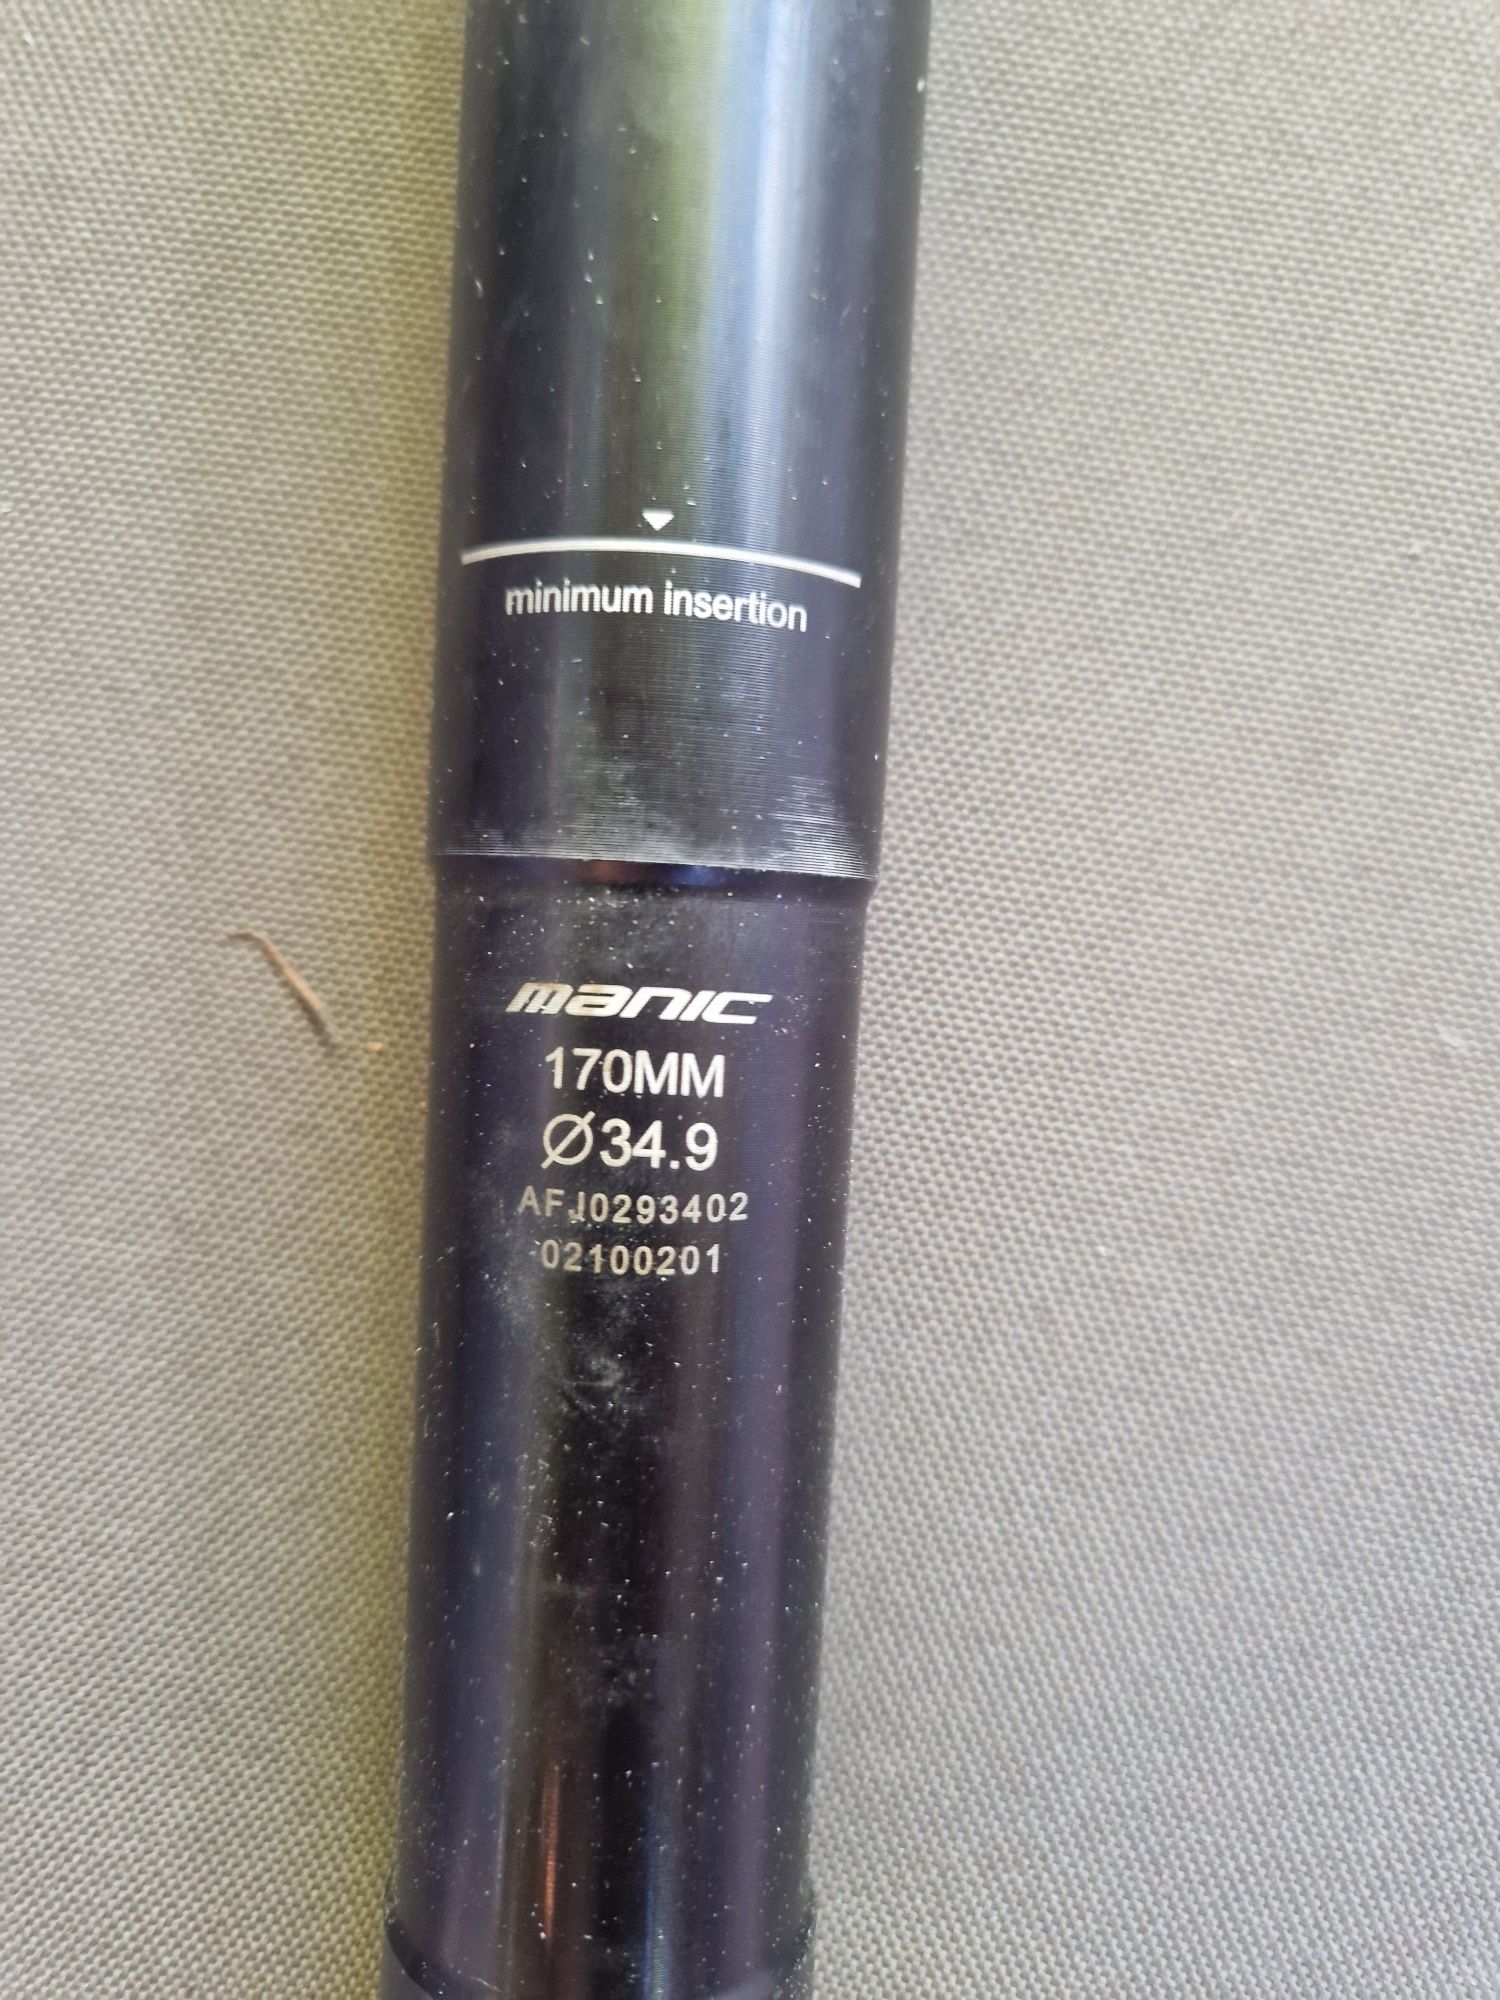 minimum insertion
manic
170MM
Ø34.9
AFJ0293402
02100201